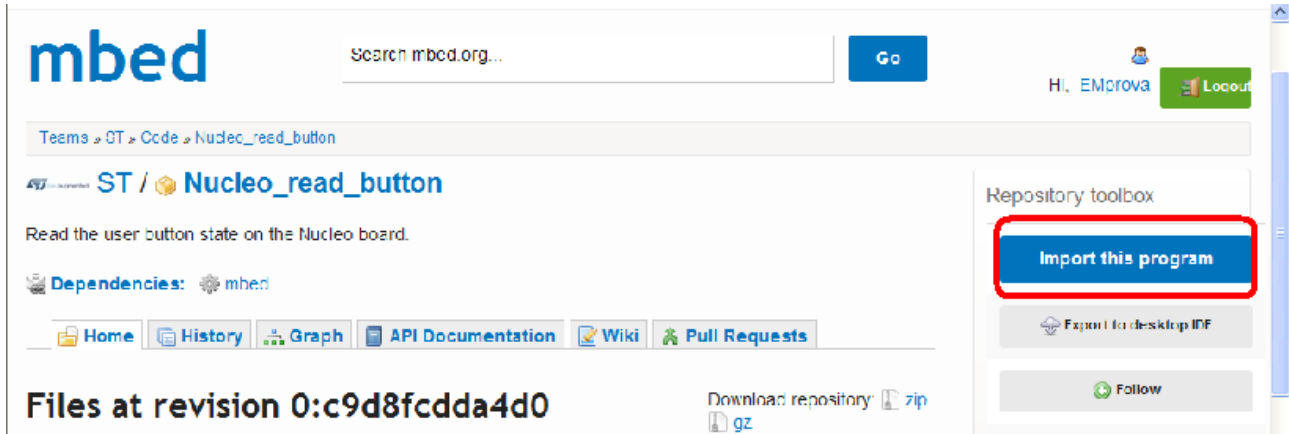 mbed
Search mbed.org...
Go
Hi, EMprova
Logout
Teams » ST » Code » Nucleo_read_button
ST / Nucleo_read_button
Read the user button state on the Nucleo board.
Dependencies: mbed
Home History Graph API Documentation Wiki Pull Requests
Files at revision 0:c9d8fcdda4d0
Download repository: zip
gz
Repository toolbox
Import this program
Export to desktop IDE
Follow